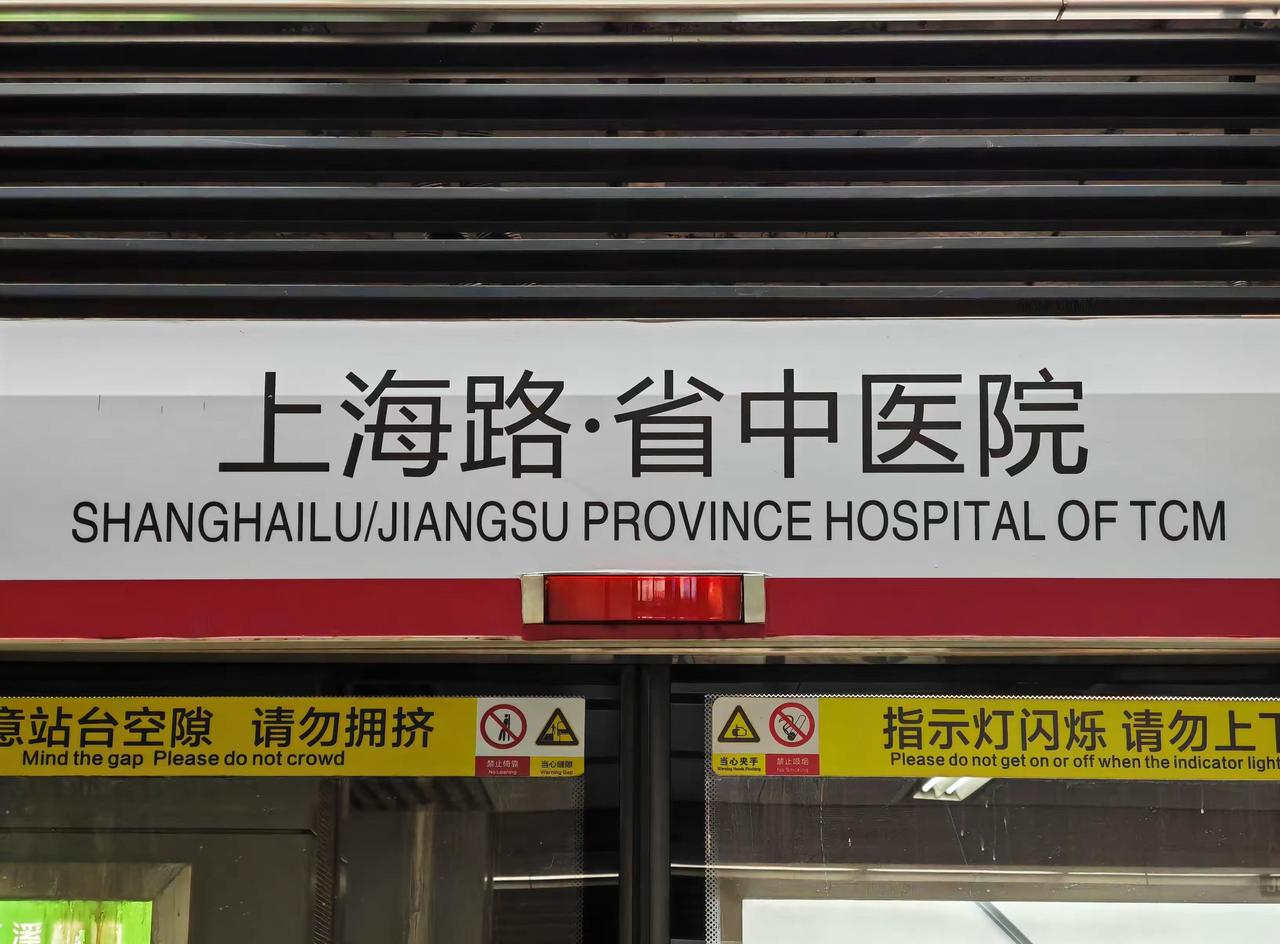 上海路·省中医院
SHANGHAILU/JIANGSU PROVINCE HOSPITAL OF TCM
意站台空隙 请勿拥挤
Mind the gap Please do not crowd
禁止倚靠
No Leaning
当心缝隙
Warning Gap
当心夹手
Warning Hands Pinching
禁止吸烟
No Smoking
指示灯闪烁 请勿上下
Please do not get on or off when the indicator light